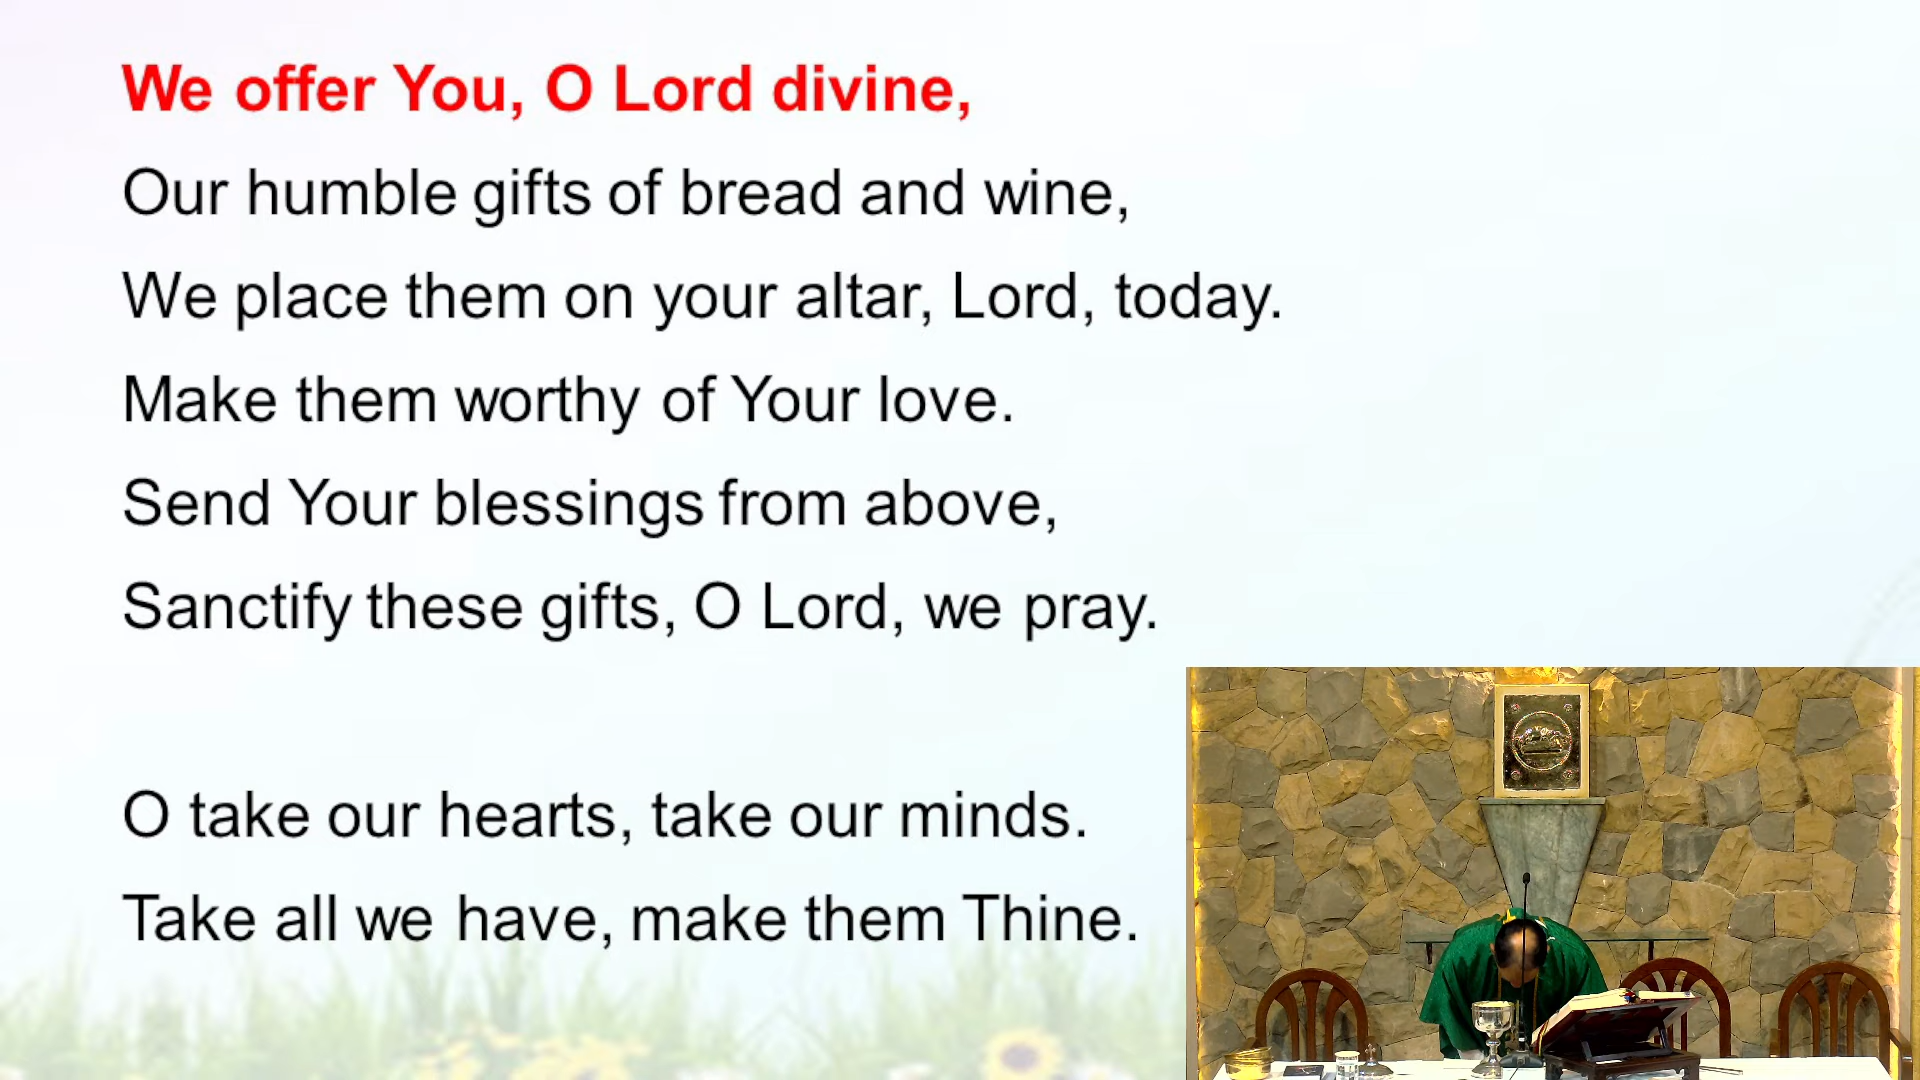 We offer You, O Lord divine,
Our humble gifts of bread and wine,
We place them on your altar, Lord, today.
Make them worthy of Your love.
Send Your blessings from above,
Sanctify these gifts, O Lord, we pray.
O take our hearts, take our minds.
Take all we have, make them Thine.